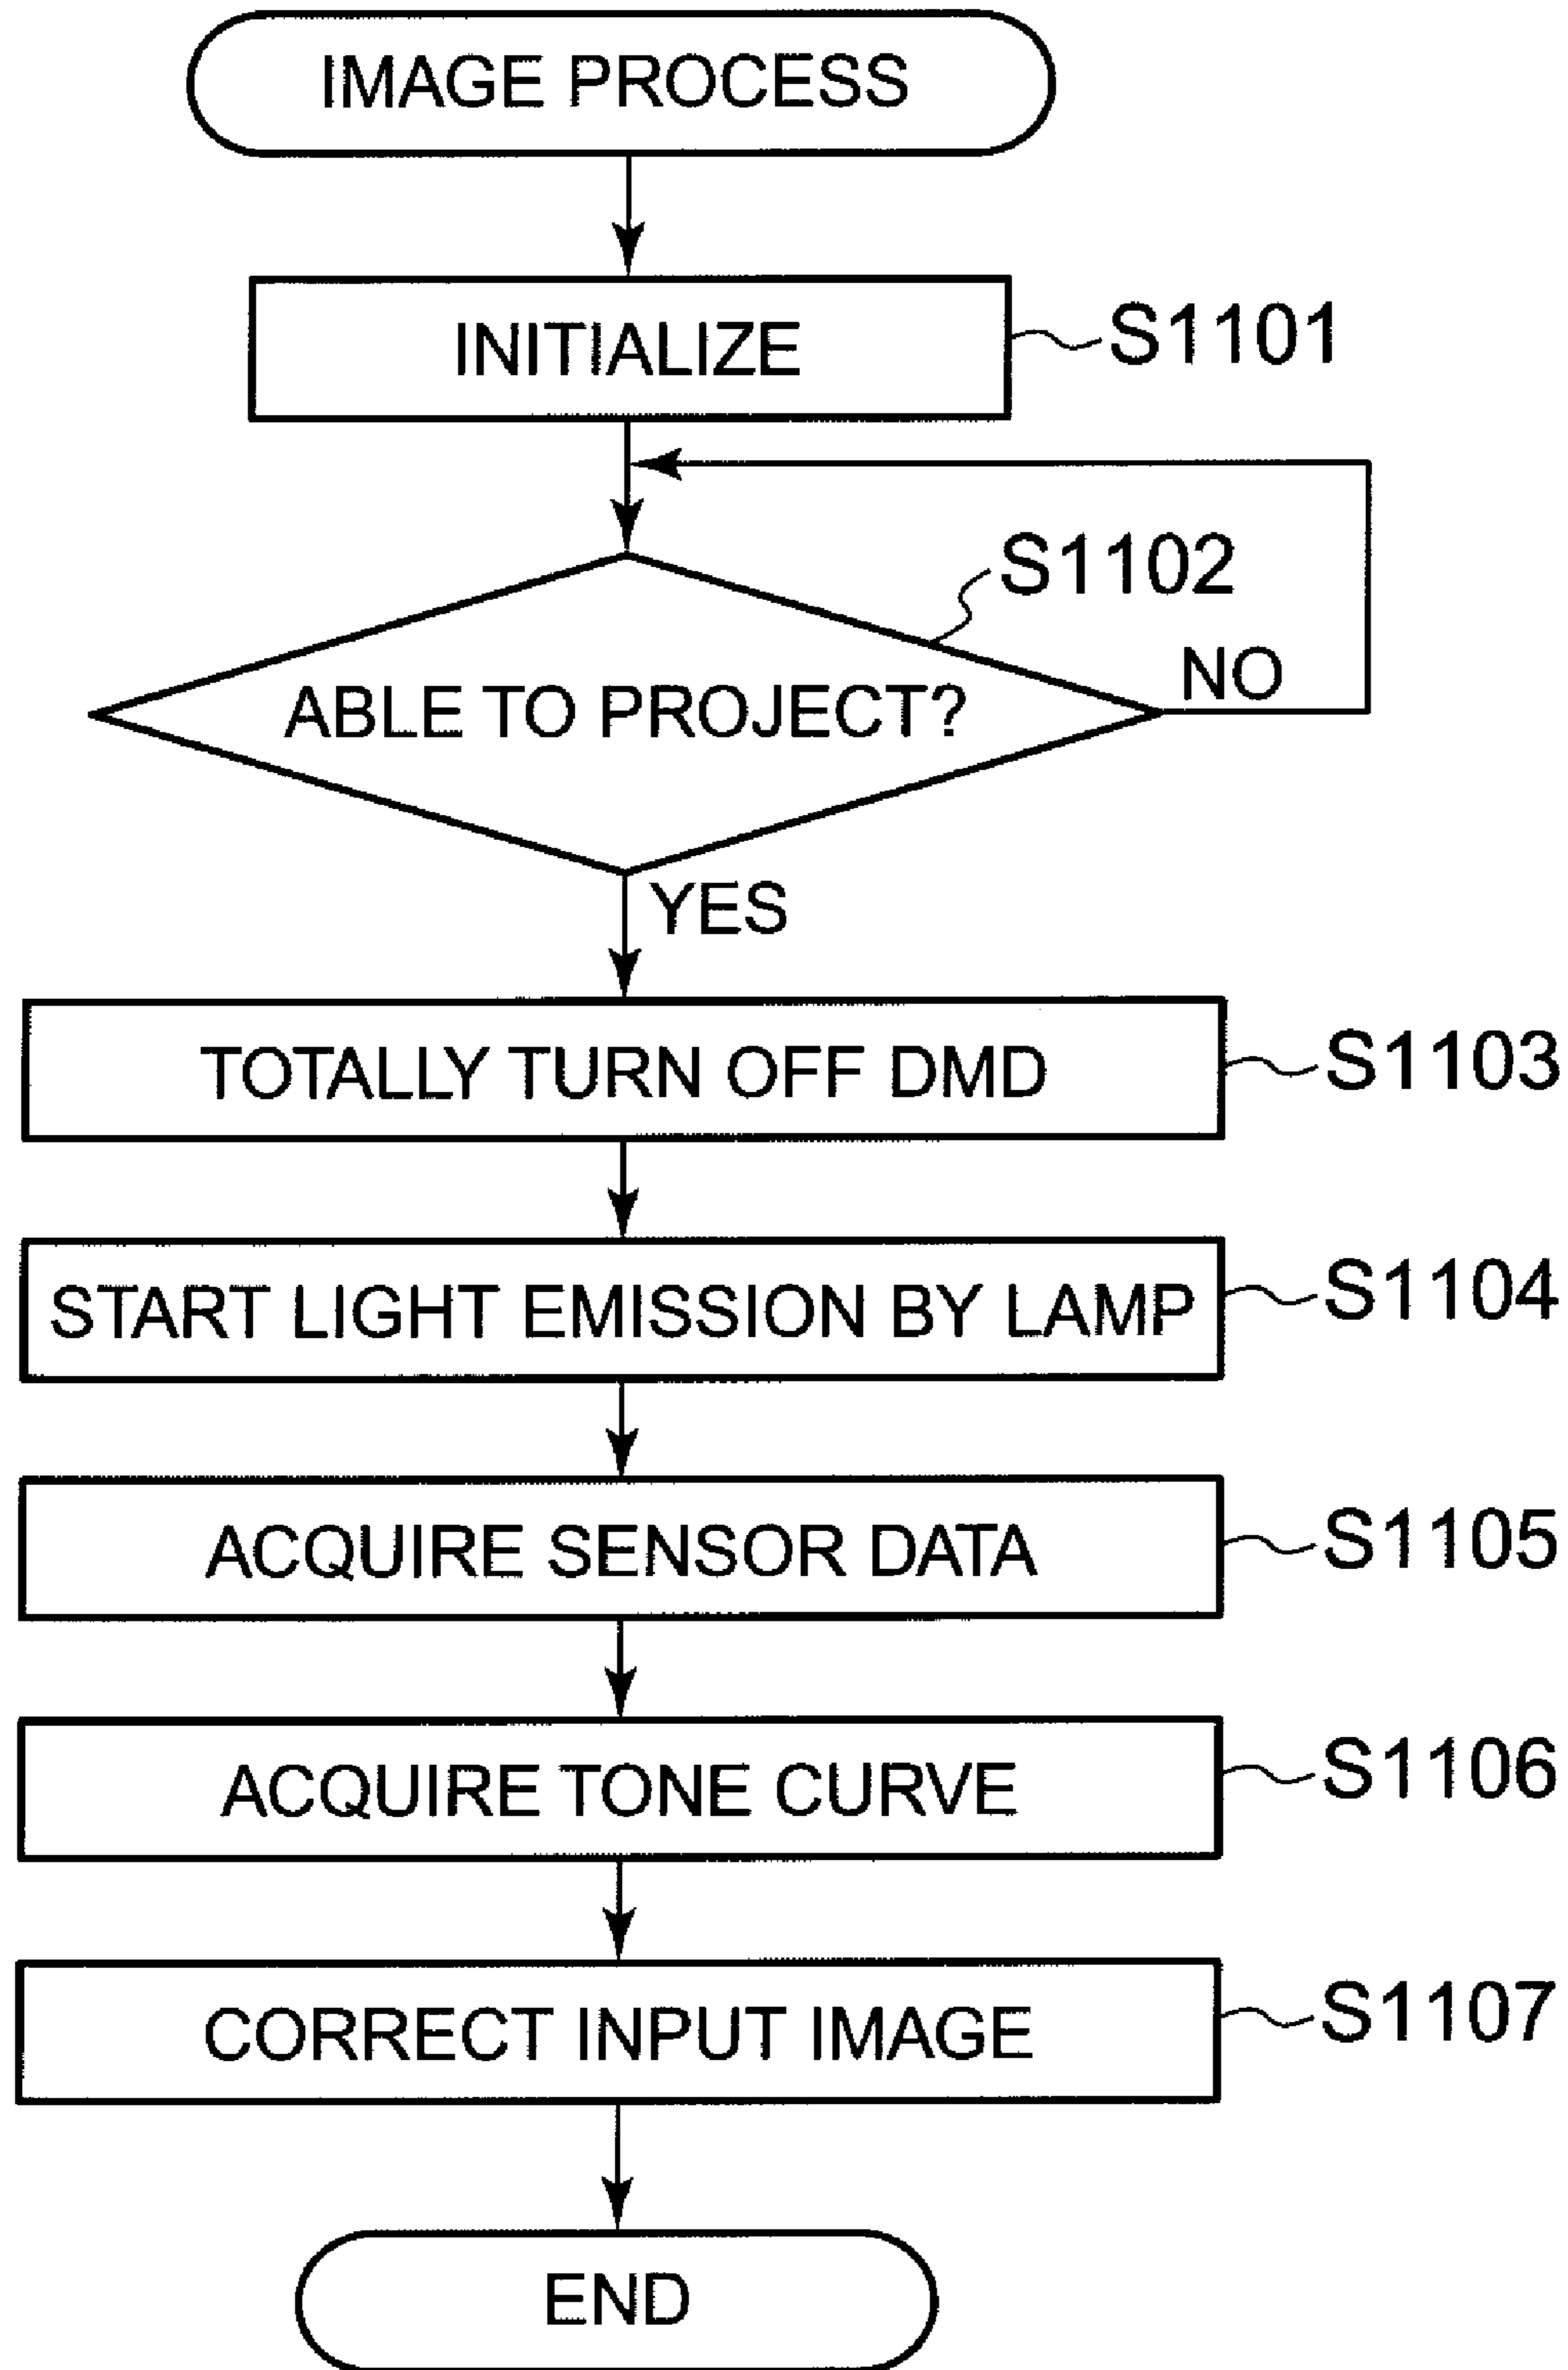 IMAGE PROCESS
INITIALIZE
S1101
S1102
ABLE TO PROJECT?
NO
YES
TOTALLY TURN OFF DMD
S1103
START LIGHT EMISSION BY LAMP
S1104
ACQUIRE SENSOR DATA
S1105
ACQUIRE TONE CURVE
S1106
CORRECT INPUT IMAGE
S1107
END